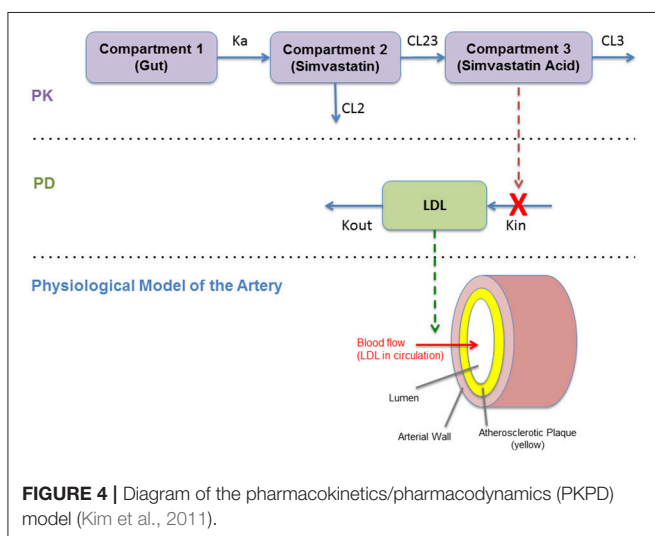 Compartment 1
(Gut)
Ka
Compartment 2
(Simvastatin)
CL23
Compartment 3
(Simvastatin Acid)
CL3
PK
CL2
PD
LDL
X
Kout
Kin
Physiological Model of the Artery
Blood flow
(LDL in circulation)
Lumen
Arterial Wall
Atherosclerotic Plaque
(yellow)
FIGURE 4 | Diagram of the pharmacokinetics/pharmacodynamics (PKPD)
model (Kim et al., 2011).